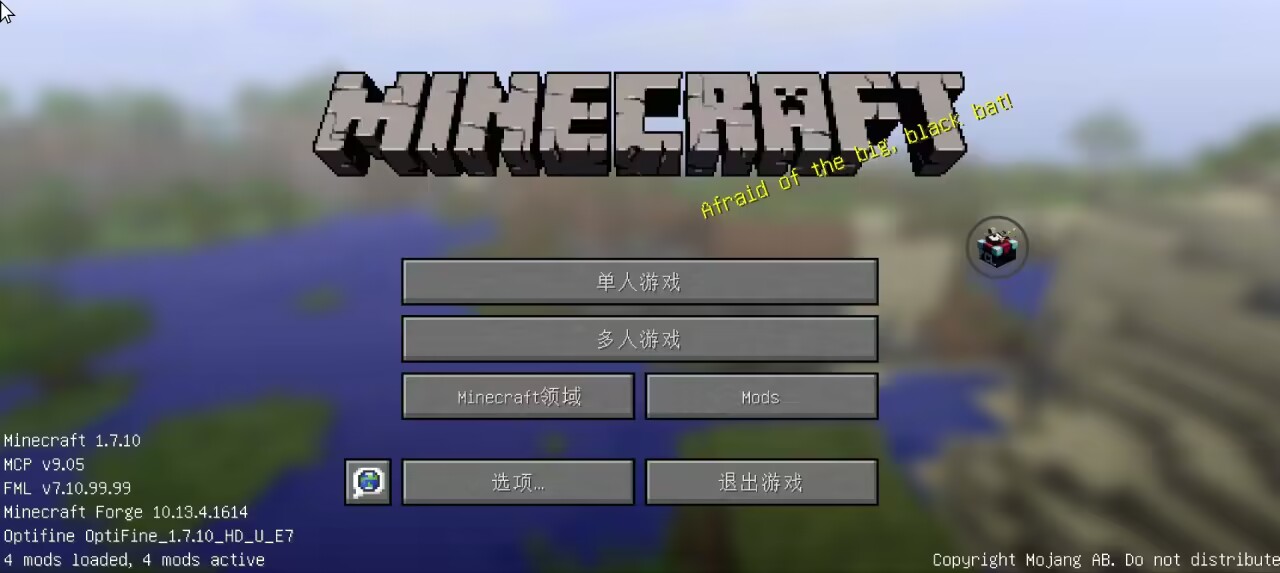 MINECRAFT
Afraid of the big, black bat!
单人游戏
多人游戏
Minecraft领域
Mods
选项…
退出游戏
Minecraft 1.7.10
MCP v9.05
FML v7.10.99.99
Minecraft Forge 10.13.4.1614
Optifine OptiFine_1.7.10_HD_U_E7
4 mods loaded, 4 mods active
Copyright Mojang AB. Do not distribute